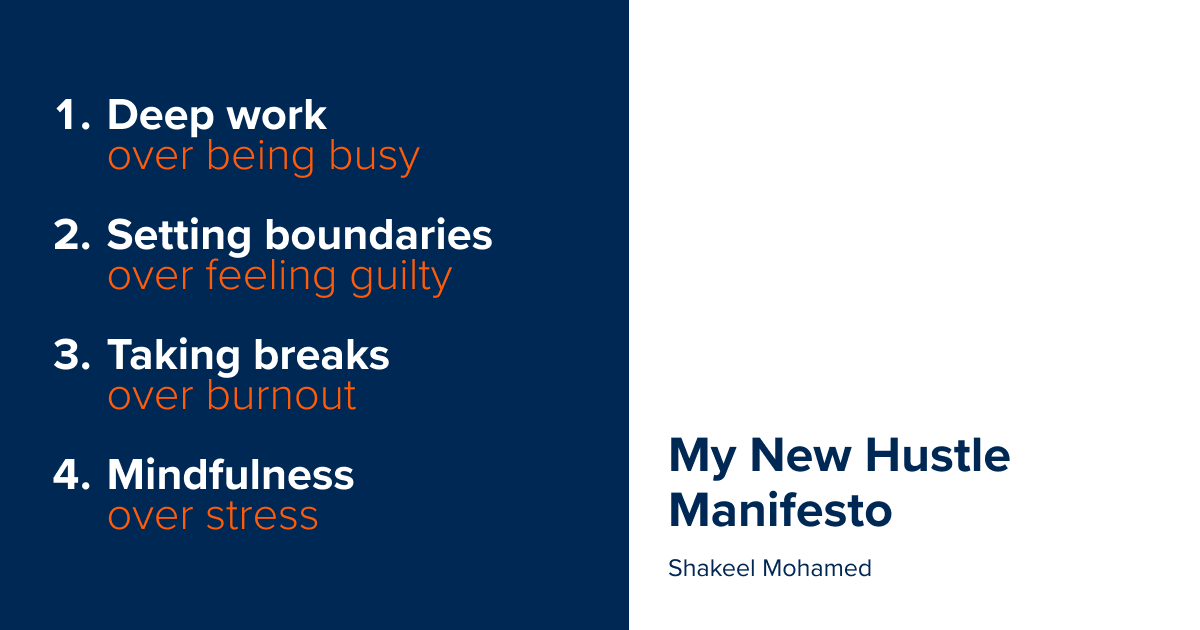 1. Deep work
over being busy
2. Setting boundaries
over feeling guilty
3. Taking breaks
over burnout
4. Mindfulness
over stress
My New Hustle
Manifesto
Shakeel Mohamed